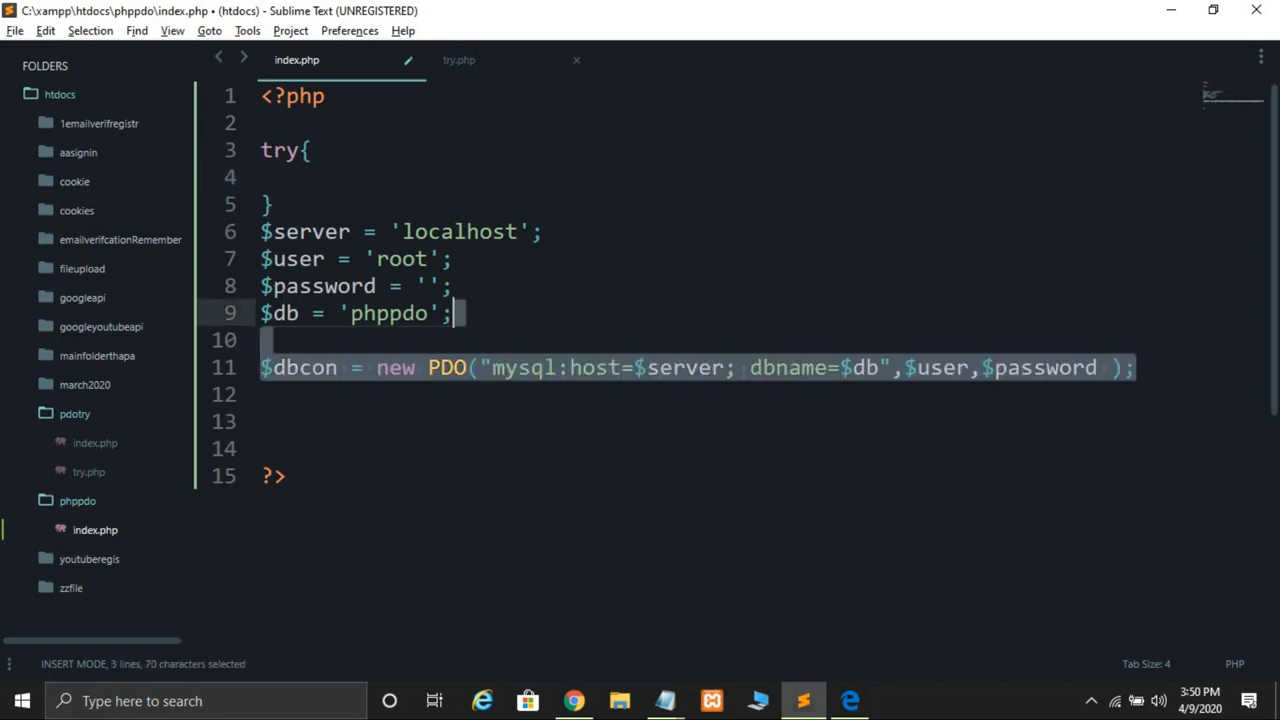 C:\xampp\htdocs\phppdo\index.php • (htdocs) - Sublime Text (UNREGISTERED)
File Edit Selection Find View Goto Tools Project Preferences Help
FOLDERS
htdocs
1emailverifregistr
aasignin
cookie
cookies
emailverifcationRemember
fileupload
googleapi
googleyoutubeapi
mainfolderthapa
march2020
pdotry
index.php
try.php
phppdo
index.php
youtuberegis
zzfile
index.php try.php
1 <?php
2
3 try{
4
5 }
6 $server = 'localhost';
7 $user = 'root';
8 $password = '';
9 $db = 'phppdo';
10
11 $dbcon = new PDO("mysql:host=$server; dbname=$db",$user,$password );
12
13
14
15 ?>
INSERT MODE, 3 lines, 70 characters selected Tab Size: 4 PHP
Type here to search
3:50 PM
4/9/2020